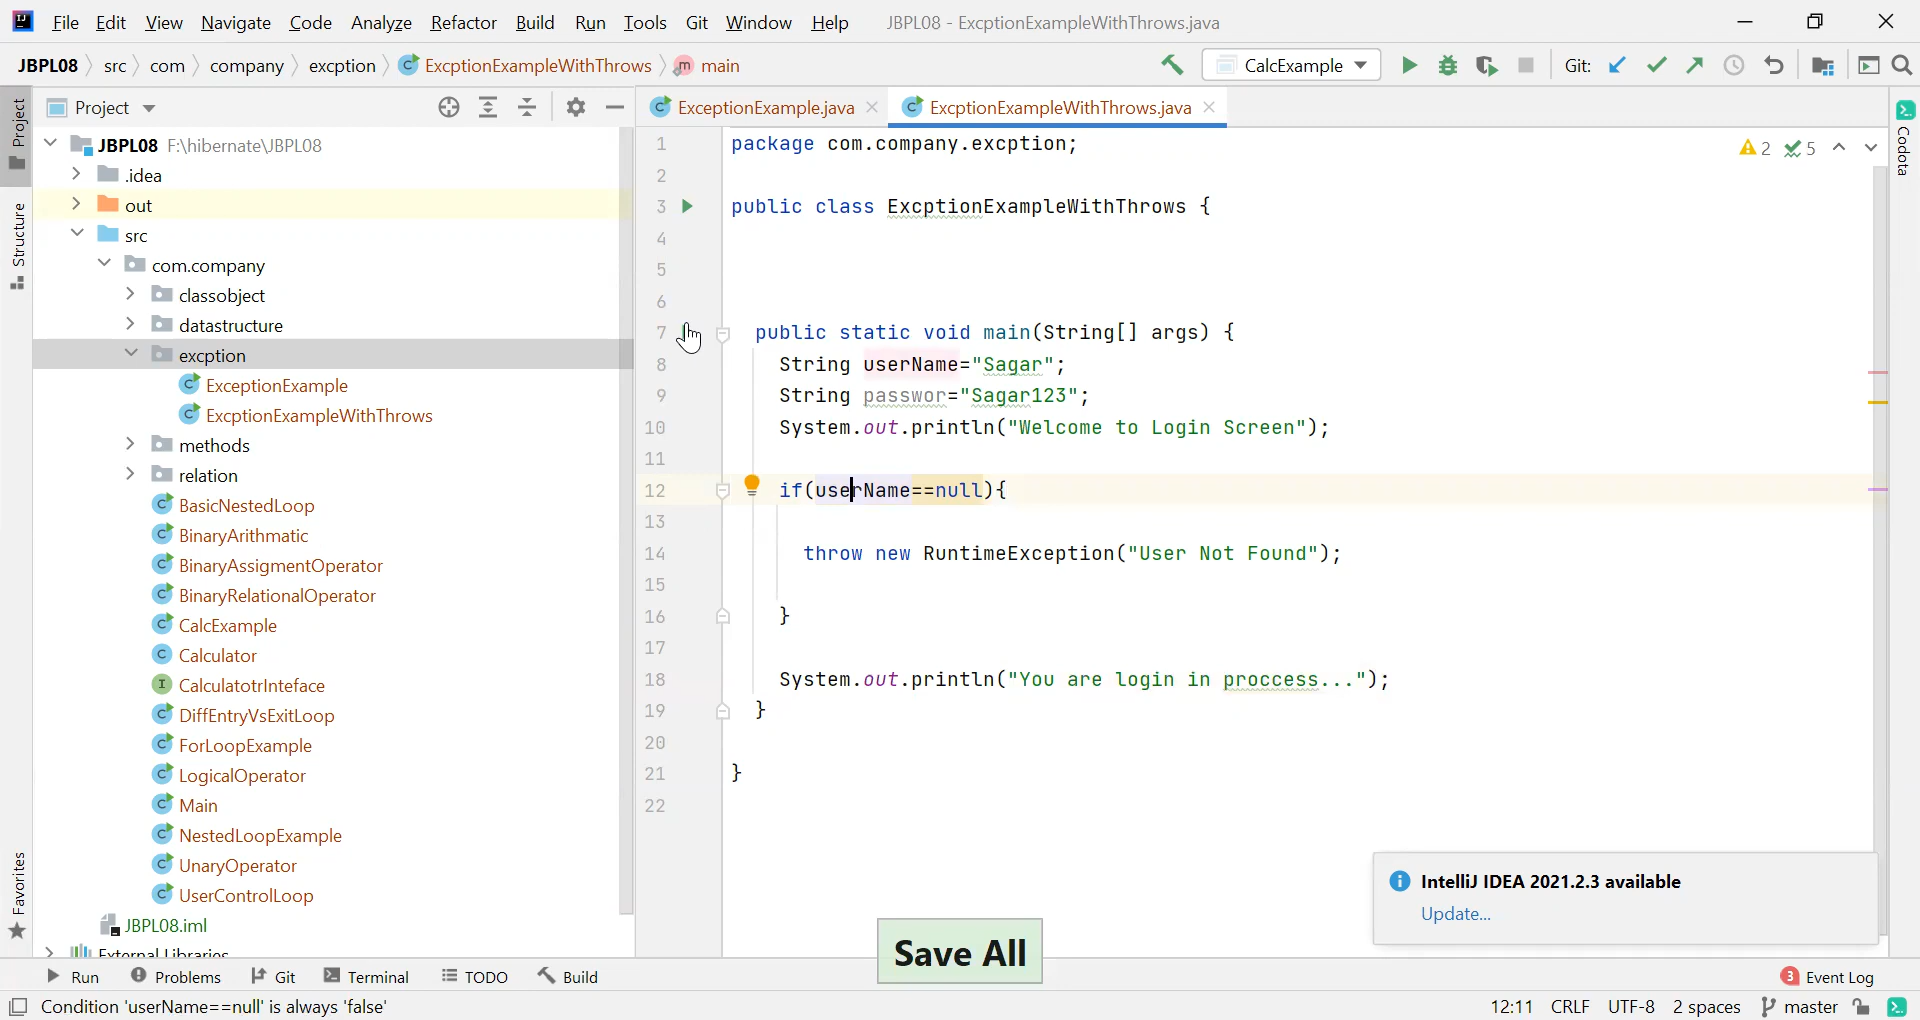 File Edit View Navigate Code Analyze Refactor Build Run Tools Git Window Help JBPL08 - ExcptionExampleWithThrows.java
JBPL08 src com company excption ExcptionExampleWithThrows main CalcExample Git:
Project
Project
Structure
Favorites
JBPL08 F:\hibernate\JBPL08
.idea
out
src
com.company
classobject
datastructure
excption
ExceptionExample
ExcptionExampleWithThrows
methods
relation
BasicNestedLoop
BinaryArithmatic
BinaryAssigmentOperator
BinaryRelationalOperator
CalcExample
Calculator
CalculatotrInteface
DiffEntryVsExitLoop
ForLoopExample
LogicalOperator
Main
NestedLoopExample
UnaryOperator
UserControlLoop
JBPL08.iml
External Libraries
ExceptionExample.java ExcptionExampleWithThrows.java
2 5
Codota
1 package com.company.excption;
2
3 public class ExcptionExampleWithThrows {
4
5
6
7 public static void main(String[] args) {
8 String userName="Sagar";
9 String passwor="Sagar123";
10 System.out.println("Welcome to Login Screen");
11
12 if(userName==null){
13
14 throw new RuntimeException("User Not Found");
15
16 }
17
18 System.out.println("You are login in proccess...");
19 }
20
21 }
22
IntelliJ IDEA 2021.2.3 available
Update...
Save All
Run Problems Git Terminal TODO Build 3 Event Log
Condition 'userName==null' is always 'false' 12:11 CRLF UTF-8 2 spaces master